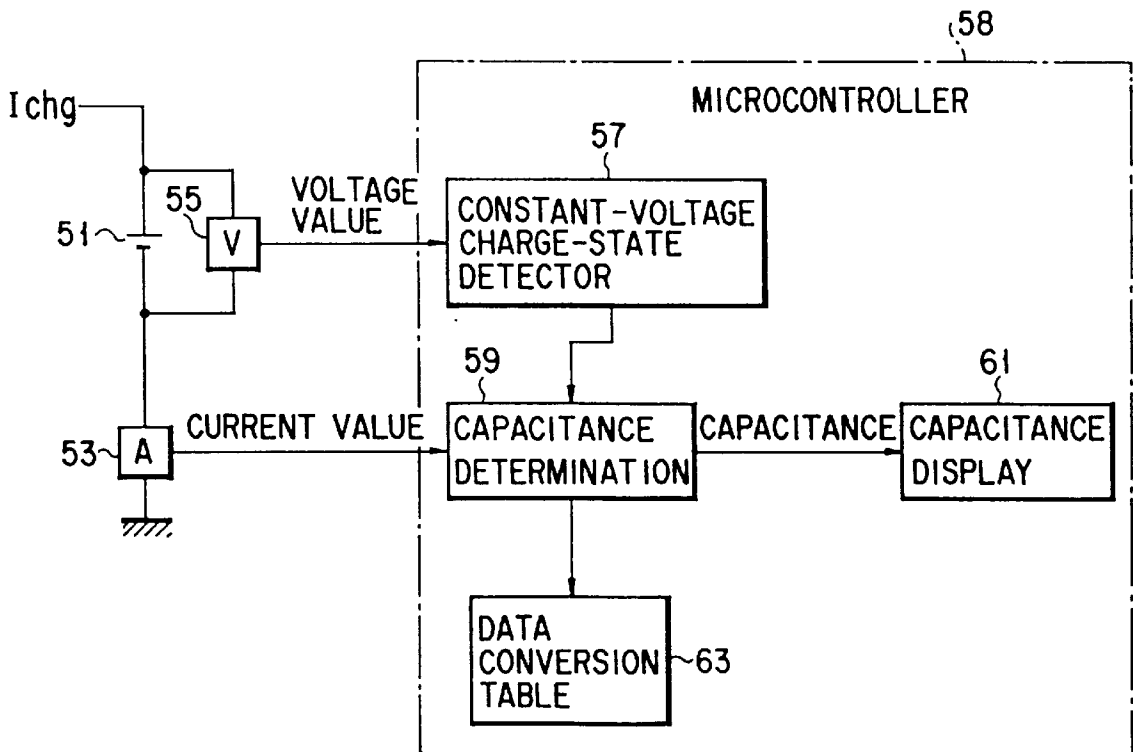 58
MICROCONTROLLER
Ichg
57
55
VOLTAGE
VALUE
51
V
CONSTANT-VOLTAGE
CHARGE-STATE
DETECTOR
59
61
53
A
CURRENT VALUE
CAPACITANCE
DETERMINATION
CAPACITANCE
CAPACITANCE
DISPLAY
DATA
CONVERSION
TABLE
63